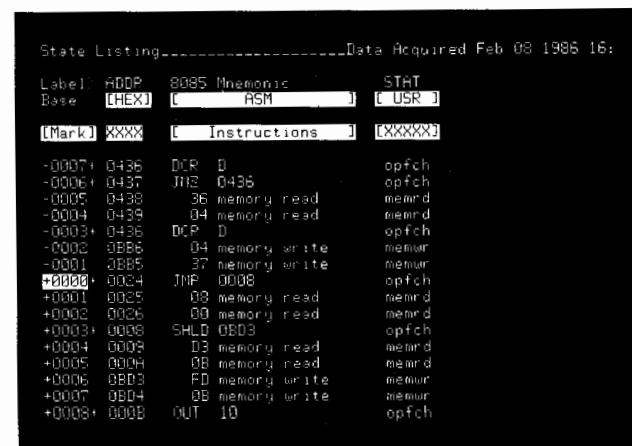 State Listing____________________Data Acquired Feb 08 1986 16:
Label: ADDR 8085 Mnemonic STAT
Base [HEX] [ ASM ] [ USR ]
[Mark] XXXX [ Instructions ] [XXXXX]
-0007+ 0436 DCR D opfch
-0006+ 0437 JNZ 0436 opfch
-0005 0438 36 memory read memrd
-0004 0439 04 memory read memrd
-0003+ 0436 DCR D opfch
-0002 0BB6 04 memory write memwr
-0001 0BB5 37 memory write memwr
+0000+ 0024 JMP 0008 opfch
+0001 0025 08 memory read memrd
+0002 0026 00 memory read memrd
+0003+ 0008 SHLD 0BD3 opfch
+0004 0009 D3 memory read memrd
+0005 000A 0B memory read memrd
+0006 0BD3 FD memory write memwr
+0007 0BD4 0B memory write memwr
+0008+ 000B OUT 10 opfch